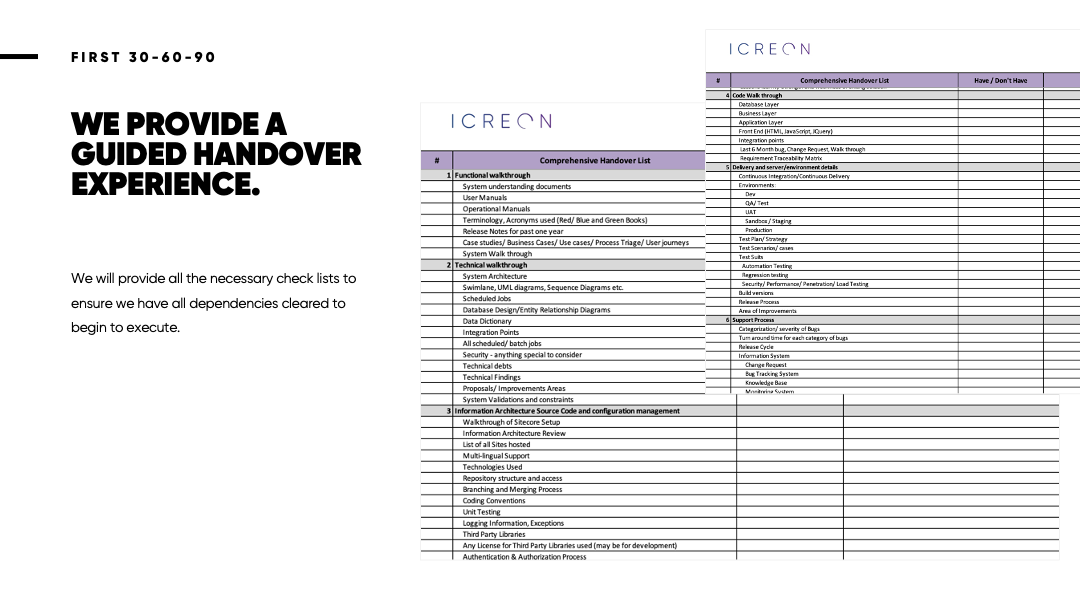 FIRST 30-60-90
WE PROVIDE A
GUIDED HANDOVER
EXPERIENCE.
We will provide all the necessary check lists to
ensure we have all dependencies cleared to
begin to execute.
ICREON
# Comprehensive Handover List
1 Functional walkthrough
System understanding documents
User Manuals
Operational Manuals
Terminology, Acronyms used (Red/ Blue and Green Books)
Release Notes for past one year
Case studies/ Business Cases/ Use cases/ Process Triage/ User journeys
System Walk through
2 Technical walkthrough
System Architecture
Swimlane, UML diagrams, Sequence Diagrams etc.
Scheduled Jobs
Database Design/Entity Relationship Diagrams
Data Dictionary
Integration Points
All scheduled/ batch jobs
Security - anything special to consider
Technical debts
Technical Findings
Proposals/ Improvements Areas
System Validations and constraints
3 Information Architecture Source Code and configuration management
Walkthrough of Sitecore Setup
Information Architecture Review
List of all Sites hosted
Multi-lingual Support
Technologies Used
Repository structure and access
Branching and Merging Process
Coding Conventions
Unit Testing
Logging Information, Exceptions
Third Party Libraries
Any License for Third Party Libraries used (may be for development)
Authentication & Authorization Process
ICREON
# Comprehensive Handover List Have / Don't Have
4 Code Walk through
Database Layer
Business Layer
Application Layer
Front End (HTML, JavaScript, JQuery)
Integration points
Last 6 Month bug, Change Request, Walk through
Requirement Traceability Matrix
5 Delivery and server/environment details
Continuous Integration/Continuous Delivery
Environments:
Dev
QA/ Test
UAT
Sandbox / Staging
Production
Test Plan/ Strategy
Test Scenarios/ cases
Test Suits
Automation Testing
Regression testing
Security/ Performance/ Penetration/ Load Testing
Build versions
Release Process
Area of Improvements
6 Support Process
Categorization/ severity of Bugs
Turn around time for each category of bugs
Release Cycle
Information System
Change Request
Bug Tracking System
Knowledge Base
Monitoring System